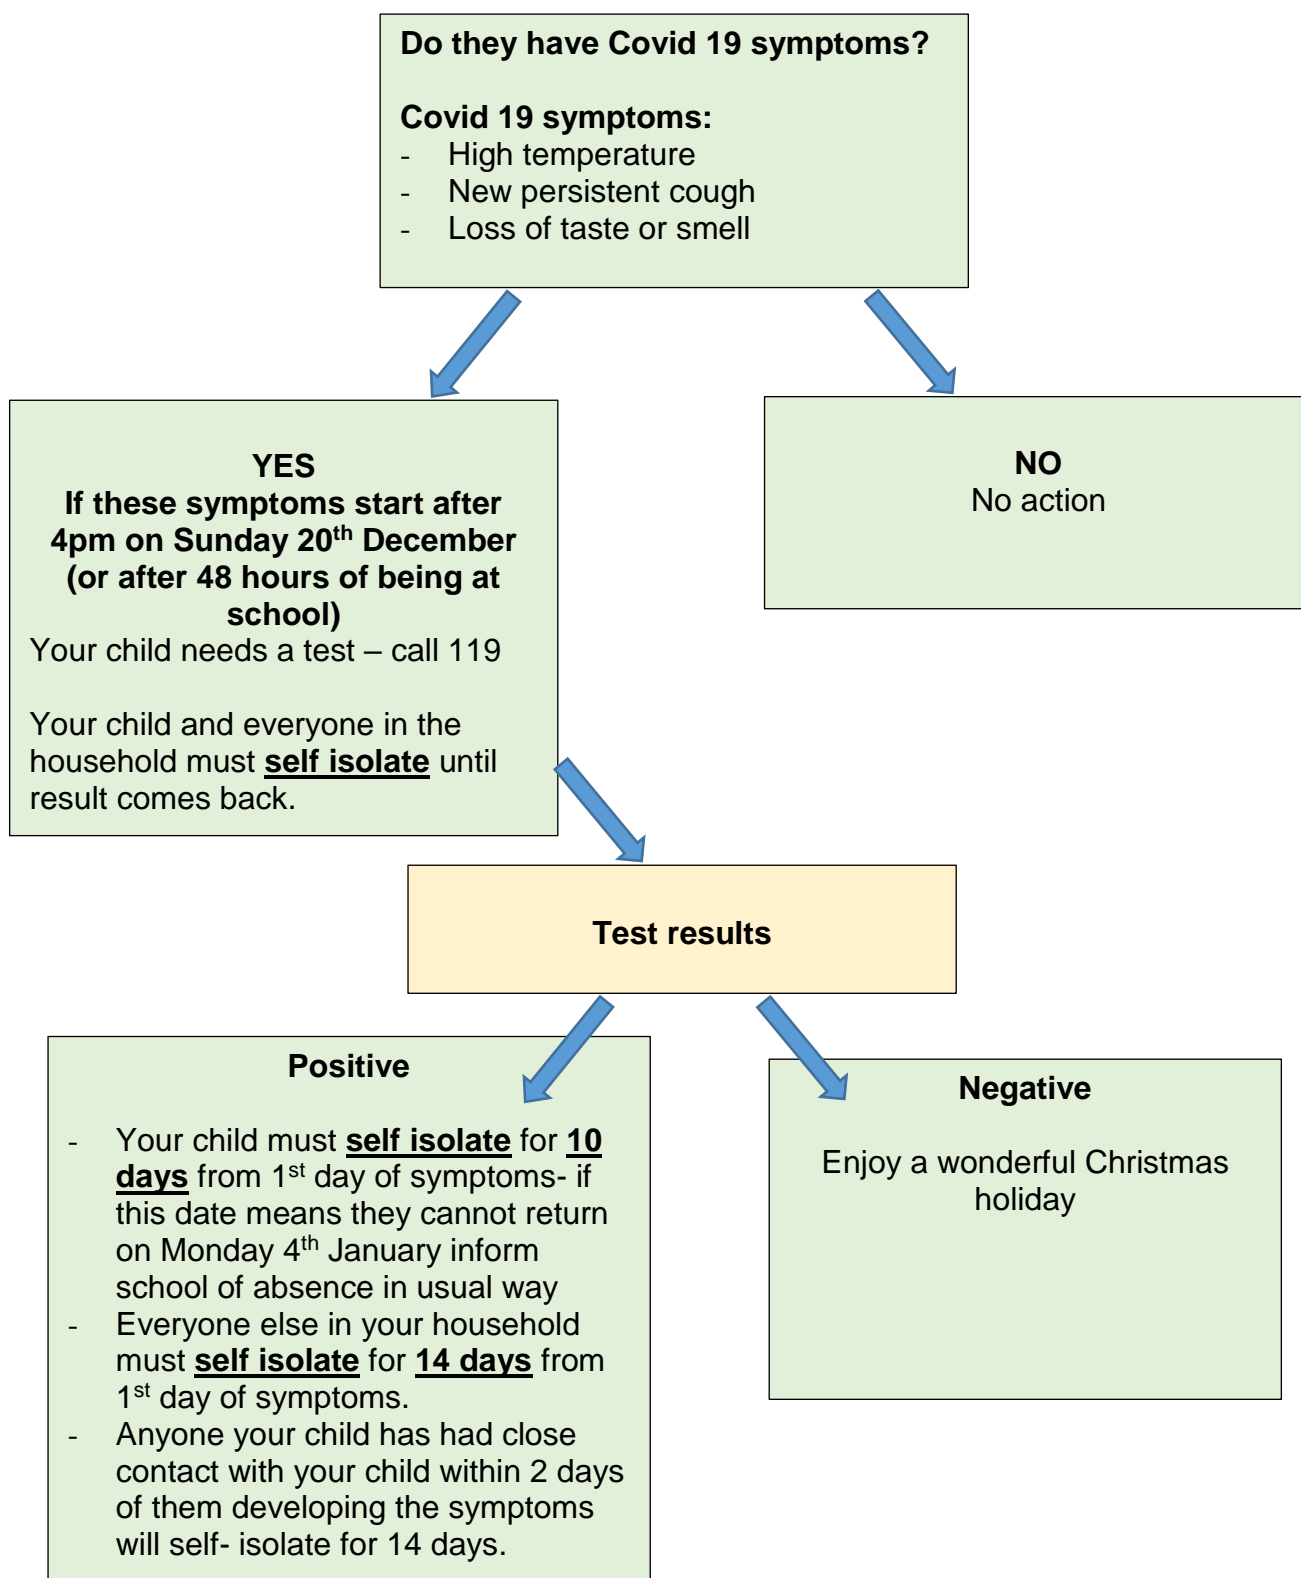 Do they have Covid 19 symptoms?
Covid 19 symptoms:
- High temperature
- New persistent cough
- Loss of taste or smell
YES
If these symptoms start after
4pm on Sunday 20th December
(or after 48 hours of being at
school)
Your child needs a test – call 119
Your child and everyone in the
household must self isolate until
result comes back.
NO
No action
Test results
Positive
- Your child must self isolate for 10
days from 1st day of symptoms- if
this date means they cannot return
on Monday 4th January inform
school of absence in usual way
- Everyone else in your household
must self isolate for 14 days from
1st day of symptoms.
- Anyone your child has had close
contact with your child within 2 days
of them developing the symptoms
will self- isolate for 14 days.
Negative
Enjoy a wonderful Christmas
holiday